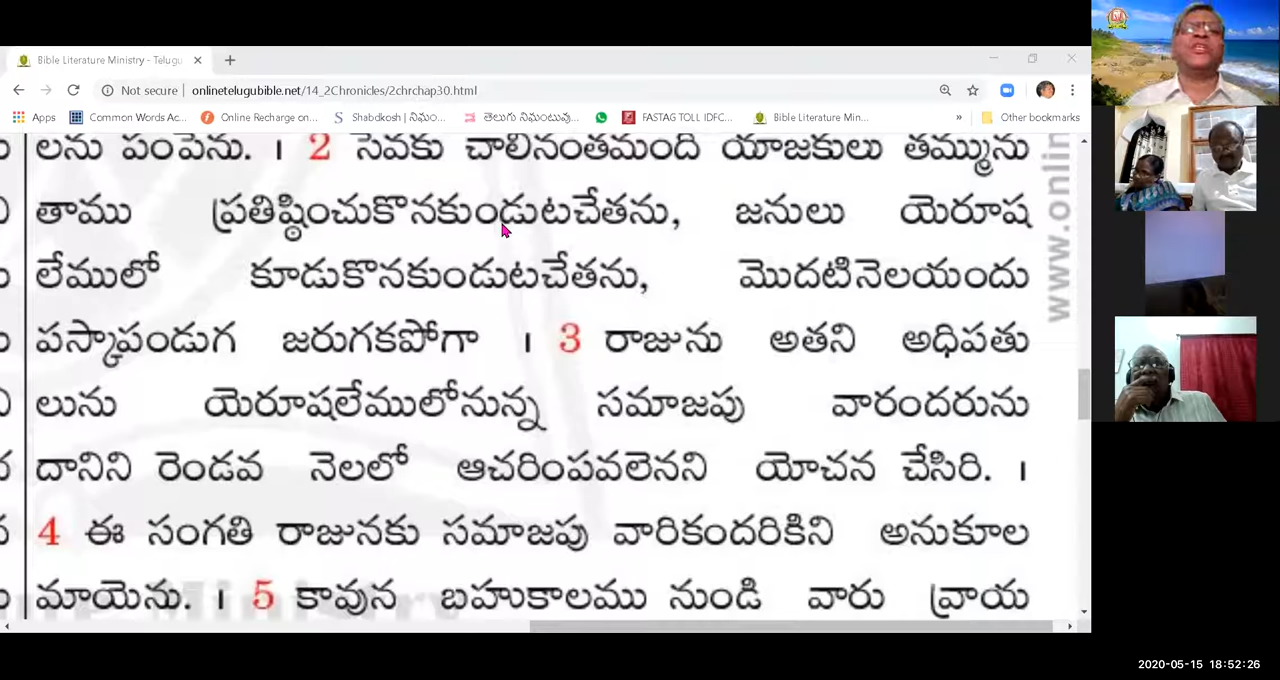 Bible Literature Ministry - Telugu
Not secure | onlinetelugubible.net/14_2Chronicles/2chrchap30.html
Apps Common Words Ac... Online Recharge on... Shabdkosh | నిఘం... తెలుగు నిఘంటువు... FASTAG TOLL IDFC... Bible Literature Min... » Other bookmarks
లను పంపెను. । 2 సేవకు చాలినంతమంది యాజకులు తమ్మును
తాము ప్రతిష్ఠించుకొనకుండుటచేతను, జనులు యెరూష
లేములో కూడుకొనకుండుటచేతను, మొదటినెలయందు
పస్కాపండుగ జరుగకపోగా । 3 రాజును అతని అధిపతు
లును యెరూషలేములోనున్న సమాజపు వారందరును
దానిని రెండవ నెలలో ఆచరింపవలెనని యోచన చేసిరి. ।
4 ఈ సంగతి రాజునకు సమాజపు వారికందరికిని అనుకూల
మాయెను. । 5 కావున బహుకాలము నుండి వారు వ్రాయ
www.onlin
Ministry
2020-05-15 18:52:26